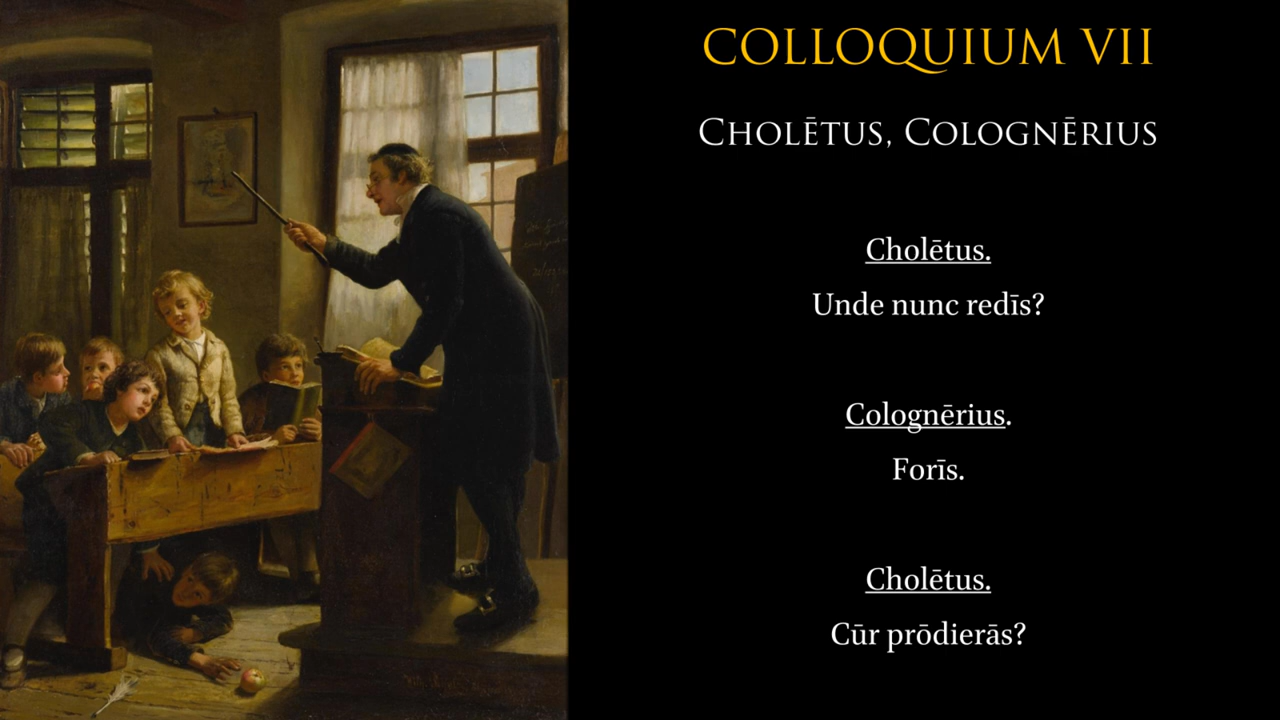 COLLOQUIUM VII
CHOLĒTUS, COLOGNĒRIUS
Cholētus.
Unde nunc redīs?
Colognērius.
Forīs.
Cholētus.
Cūr prōdierās?